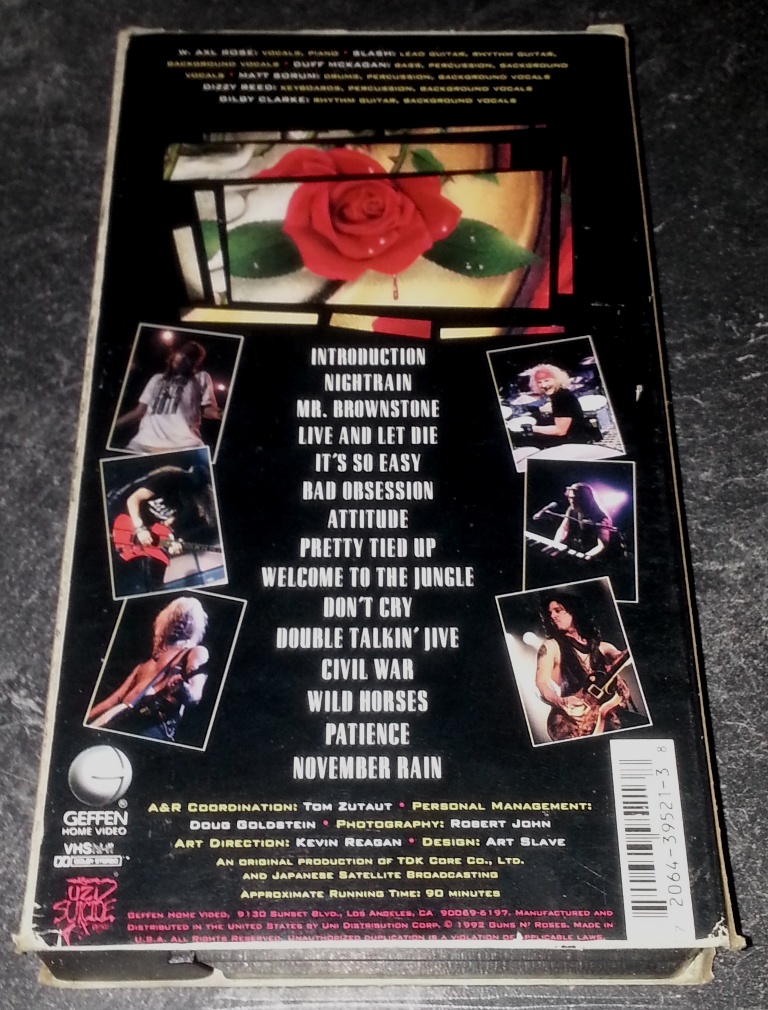 W. AXL ROSE: VOCALS, PIANO • SLASH: LEAD GUITAR, RHYTHM GUITAR,
BACKGROUND VOCALS • DUFF MCKAGAN: BASS, PERCUSSION, BACKGROUND
VOCALS • MATT SORUM: DRUMS, PERCUSSION, BACKGROUND VOCALS
DIZZY REED: KEYBOARDS, PERCUSSION, BACKGROUND VOCALS
GILBY CLARKE: RHYTHM GUITAR, BACKGROUND VOCALS
INTRODUCTION
NIGHTRAIN
MR. BROWNSTONE
LIVE AND LET DIE
IT'S SO EASY
BAD OBSESSION
ATTITUDE
PRETTY TIED UP
WELCOME TO THE JUNGLE
DON'T CRY
DOUBLE TALKIN' JIVE
CIVIL WAR
WILD HORSES
PATIENCE
NOVEMBER RAIN
GEFFEN
HOME VIDEO
VHS Hi-Fi
DOLBY STEREO
UZI
SUICIDE
A&R COORDINATION: TOM ZUTAUT • PERSONAL MANAGEMENT:
DOUG GOLDSTEIN • PHOTOGRAPHY: ROBERT JOHN
ART DIRECTION: KEVIN REAGAN • DESIGN: ART SLAVE
AN ORIGINAL PRODUCTION OF TDK CORE CO., LTD.
AND JAPANESE SATELLITE BROADCASTING
APPROXIMATE RUNNING TIME: 90 MINUTES
GEFFEN HOME VIDEO, 9130 SUNSET BLVD., LOS ANGELES, CA 90069-6197. MANUFACTURED AND
DISTRIBUTED IN THE UNITED STATES BY UNI DISTRIBUTION CORP. © 1992 GUNS N' ROSES. MADE IN
U.S.A. ALL RIGHTS RESERVED. UNAUTHORIZED DUPLICATION IS A VIOLATION OF APPLICABLE LAWS.
7 2064-39521-3 8